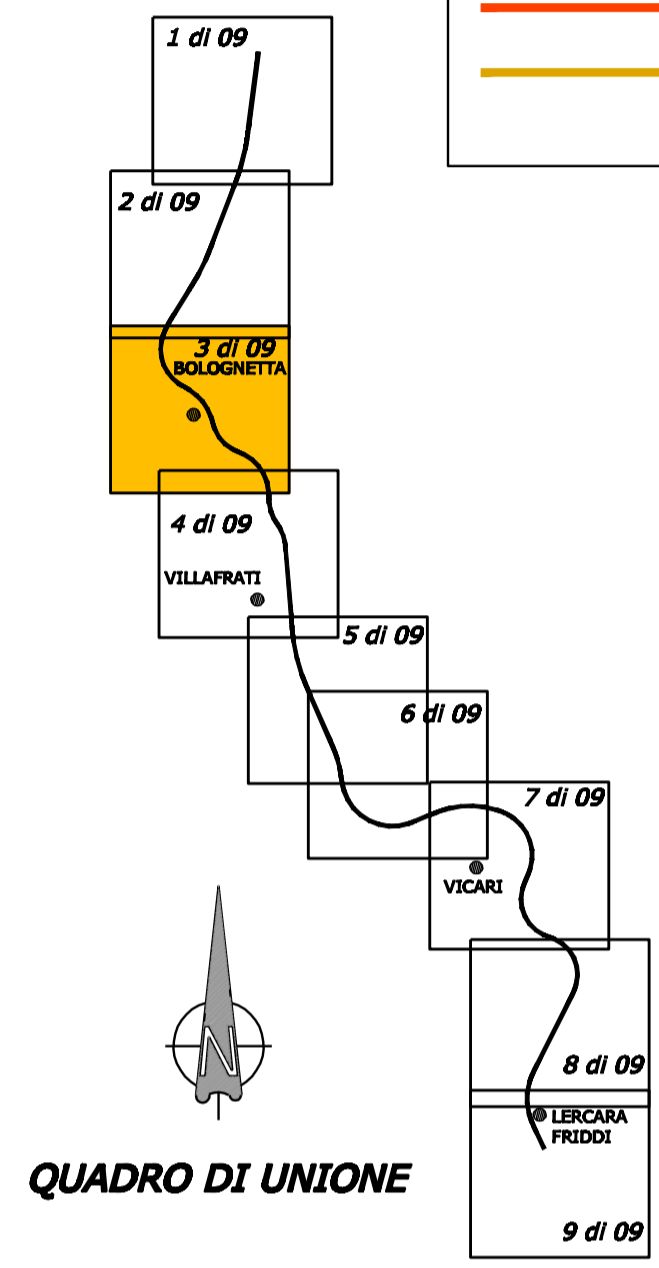 1 di 09
2 di 09
3 di 09
BOLOGNETTA
4 di 09
VILLAFRATI
5 di 09
6 di 09
7 di 09
VICARI
8 di 09
LERCARA
FRIDDI
9 di 09
N
QUADRO DI UNIONE